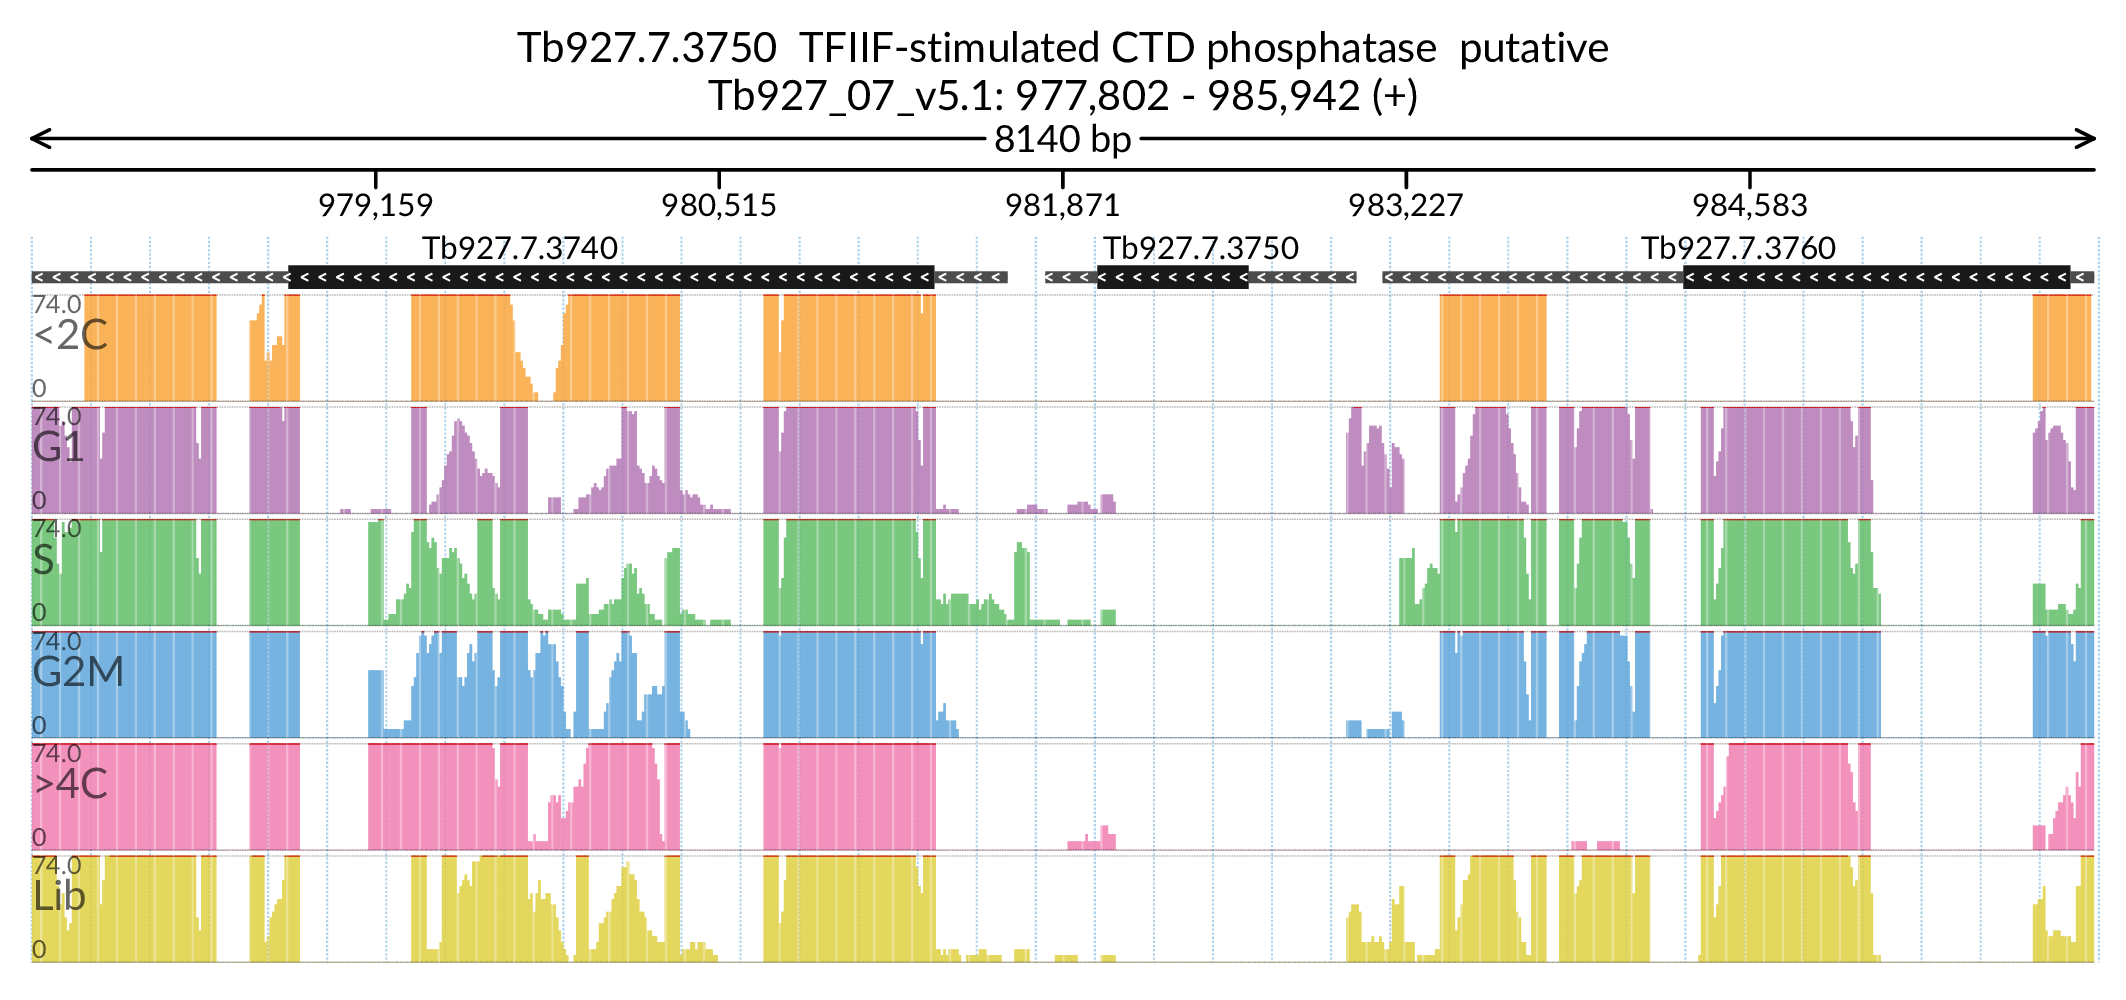 Tb927.7.3750  TFIIF-stimulated CTD phosphatase  putative
Tb927_07_v5.1: 977,802 - 985,942 (+)
8140 bp
979,159 980,515 981,871 983,227 984,583
Tb927.7.3740 Tb927.7.3750 Tb927.7.3760
74.0
<2C
0
74.0
G1
0
74.0
S
0
74.0
G2M
0
74.0
>4C
0
74.0
Lib
0